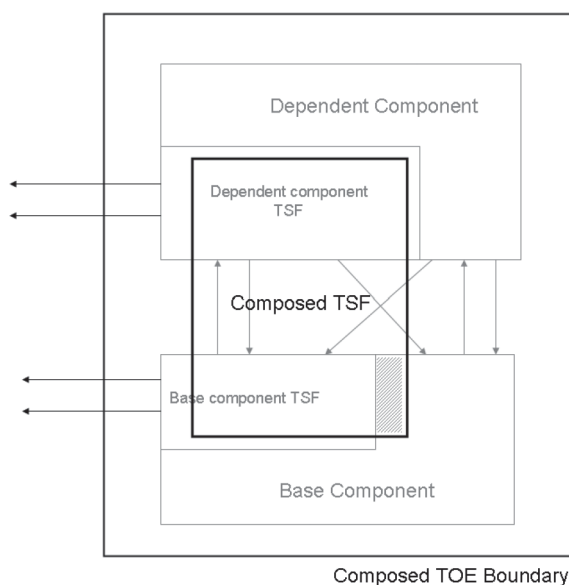 Dependent Component
Dependent component
TSF
Composed TSF
Base component TSF
Base Component
Composed TOE Boundary